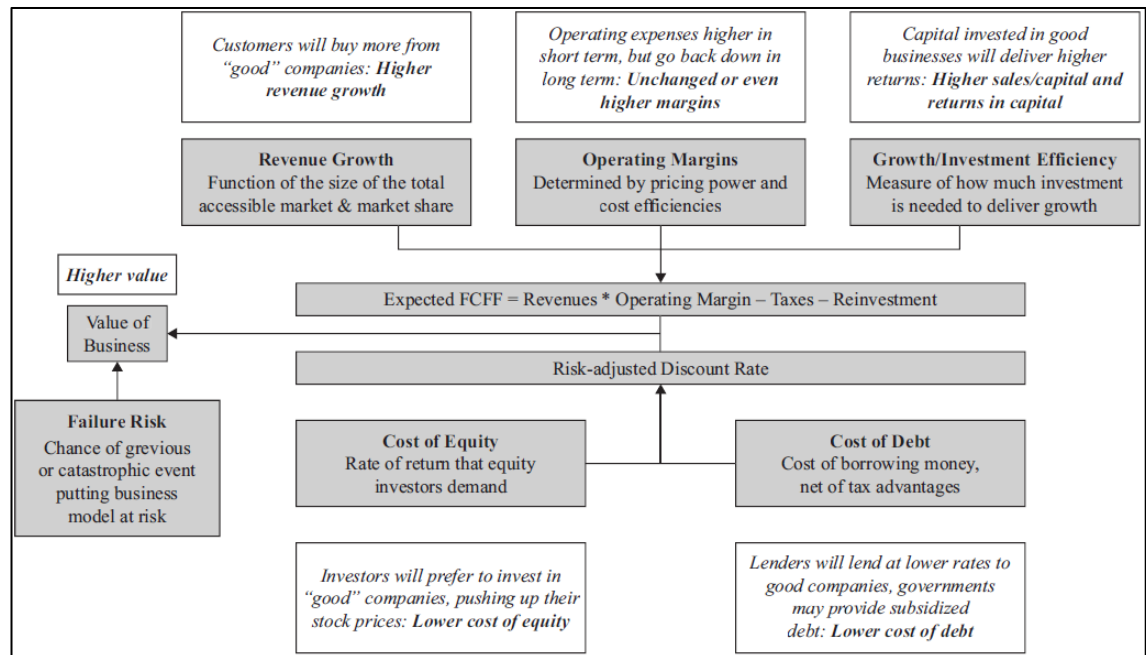 Customers will buy more from
“good” companies: Higher
revenue growth
Operating expenses higher in
short term, but go back down in
long term: Unchanged or even
higher margins
Capital invested in good
businesses will deliver higher
returns: Higher sales/capital and
returns in capital
Revenue Growth
Function of the size of the total
accessible market & market share
Operating Margins
Determined by pricing power and
cost efficiencies
Growth/Investment Efficiency
Measure of how much investment
is needed to deliver growth
Higher value
Expected FCFF = Revenues * Operating Margin – Taxes – Reinvestment
Value of
Business
Risk-adjusted Discount Rate
Failure Risk
Chance of grevious
or catastrophic event
putting business
model at risk
Cost of Equity
Rate of return that equity
investors demand
Cost of Debt
Cost of borrowing money,
net of tax advantages
Investors will prefer to invest in
“good” companies, pushing up their
stock prices: Lower cost of equity
Lenders will lend at lower rates to
good companies, governments
may provide subsidized
debt: Lower cost of debt